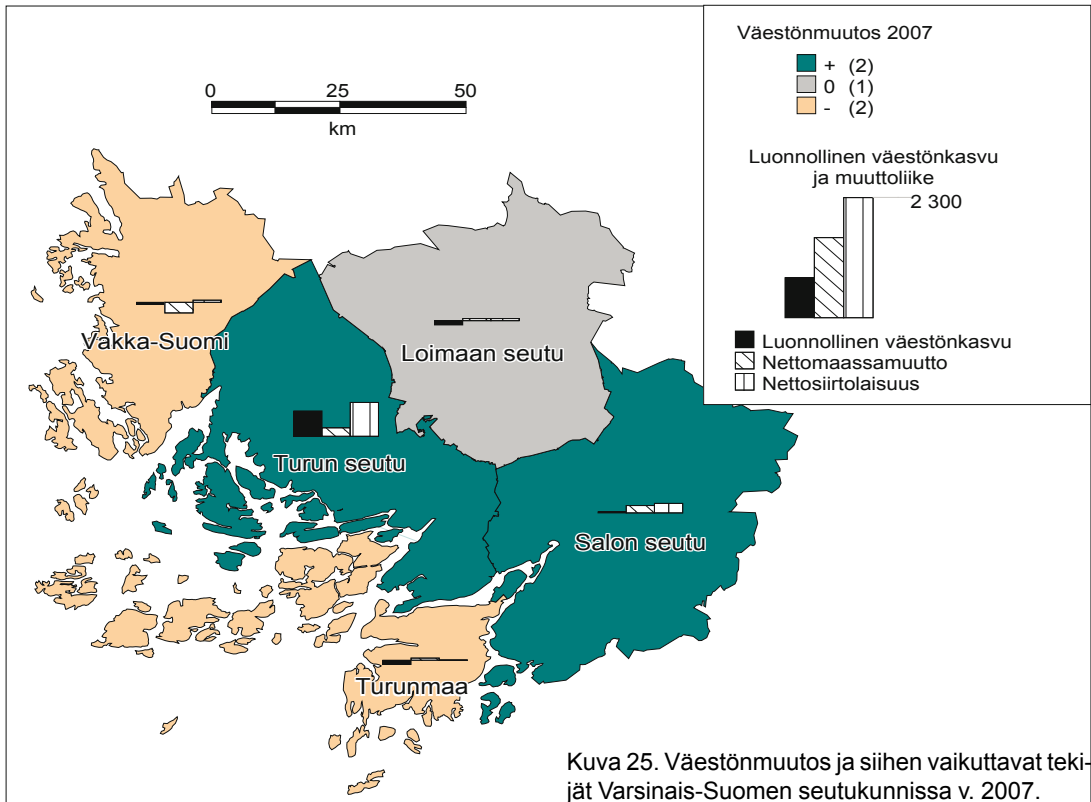 Väestönmuutos 2007
+ (2)
0 (1)
- (2)
Luonnollinen väestönkasvu
ja muuttoliike
2 300
Luonnollinen väestönkasvu
Nettomaassamuutto
Nettosiirtolaisuus
0 25 50
km
Vakka-Suomi
Loimaan seutu
Turun seutu
Salon seutu
Turunmaa
Kuva 25. Väestönmuutos ja siihen vaikuttavat teki-
jät Varsinais-Suomen seutukunnissa v. 2007.